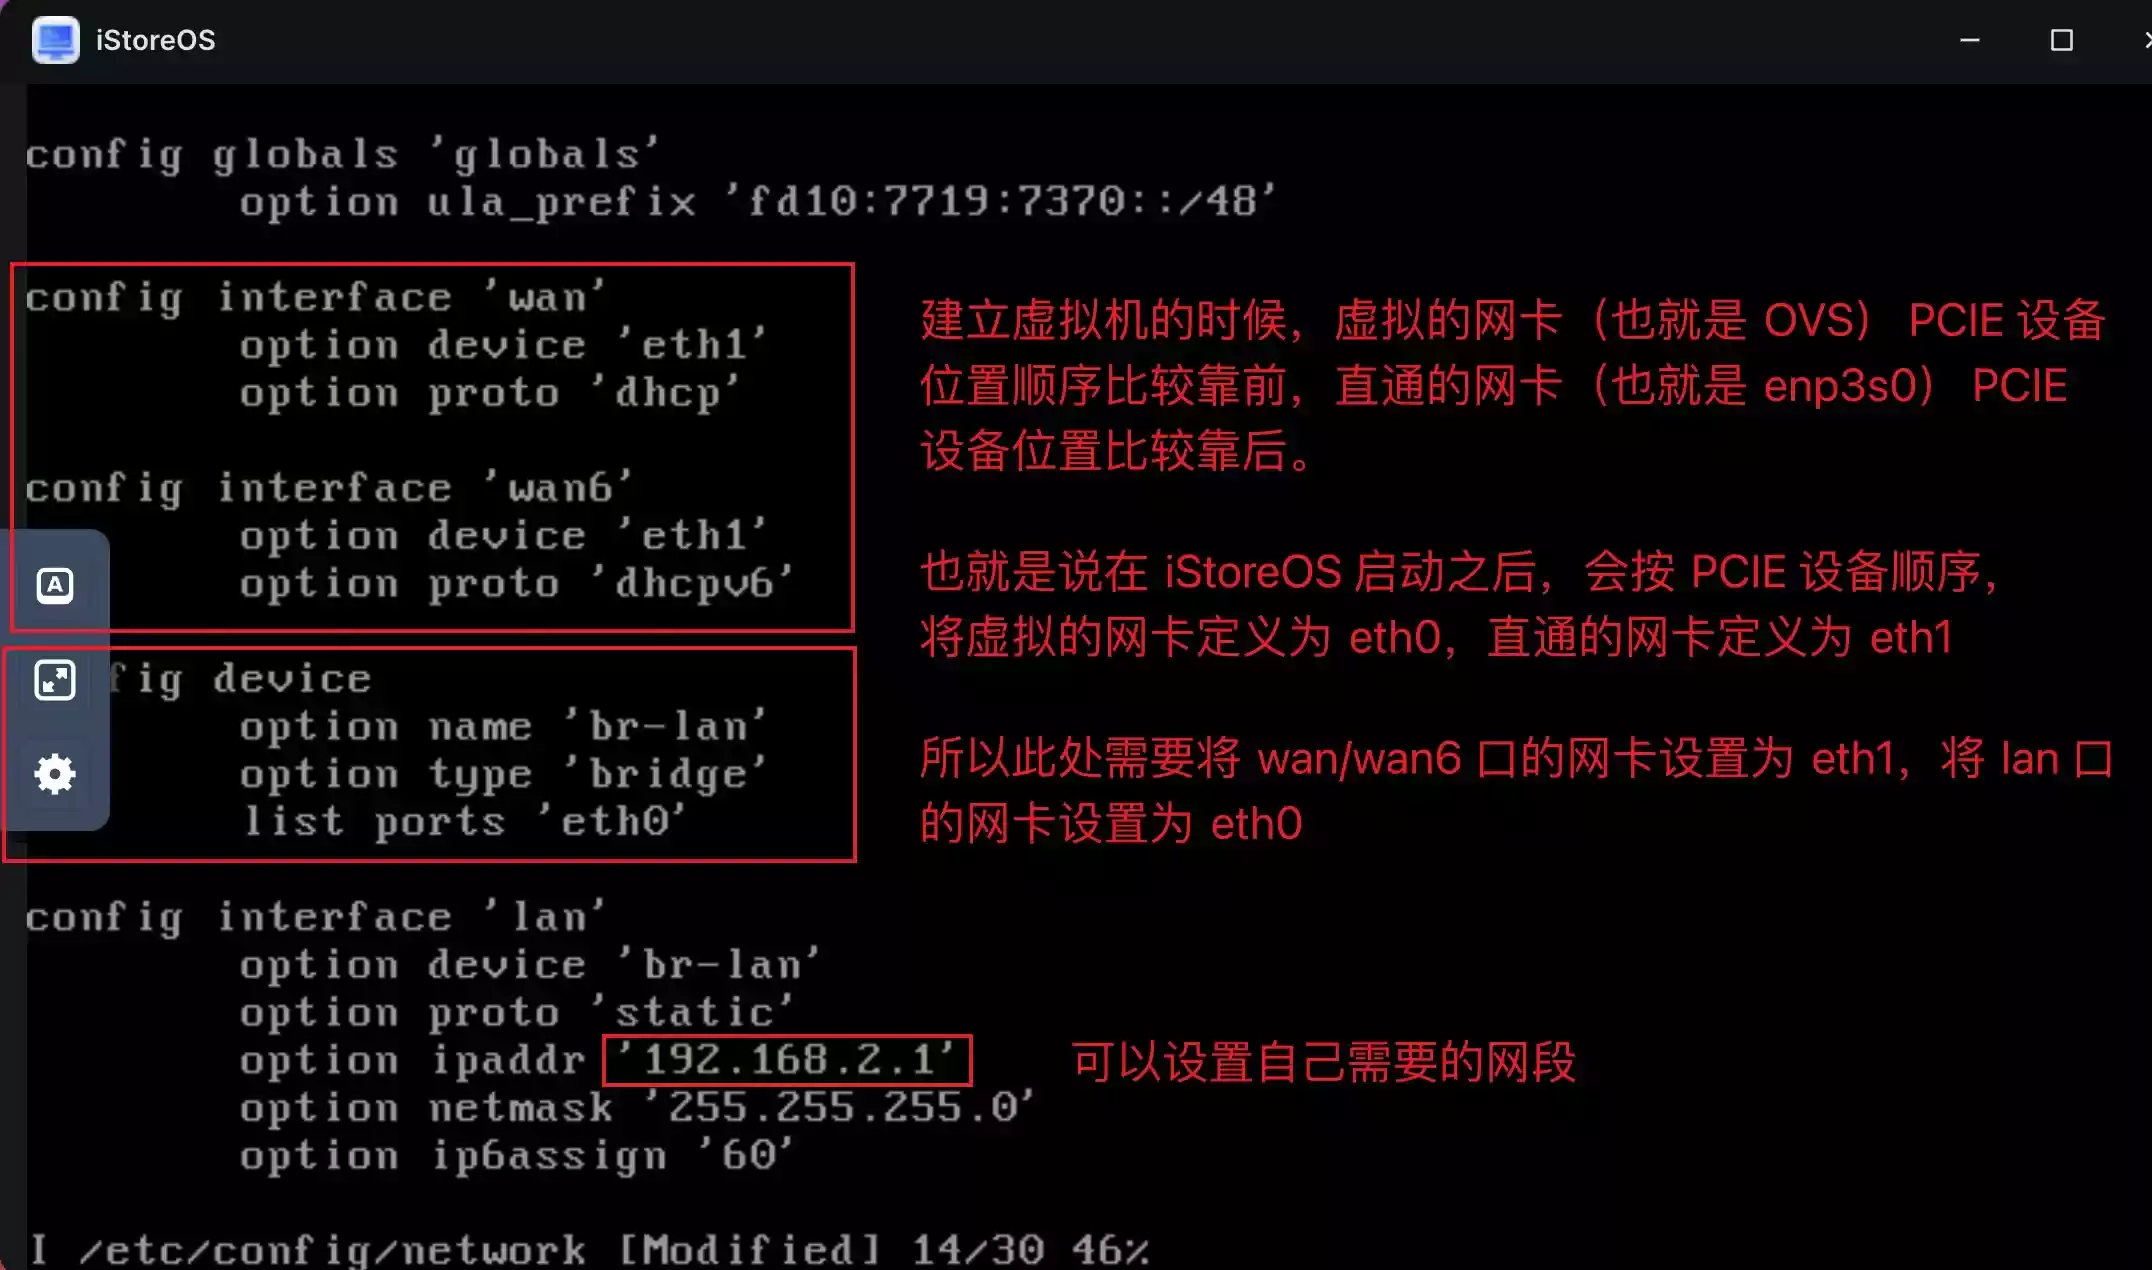 iStoreOS
config globals 'globals'
option ula_prefix 'fd10:7719:7370::/48'
config interface 'wan'
option device 'eth1'
option proto 'dhcp'
config interface 'wan6'
option device 'eth1'
option proto 'dhcpv6'
建立虚拟机的时候，虚拟的网卡（也就是 OVS） PCIE 设备
位置顺序比较靠前，直通的网卡（也就是 enp3s0） PCIE
设备位置比较靠后。
也就是说在 iStoreOS 启动之后，会按 PCIE 设备顺序，
将虚拟的网卡定义为 eth0，直通的网卡定义为 eth1
A
fig device
option name 'br-lan'
option type 'bridge'
list ports 'eth0'
所以此处需要将 wan/wan6 口的网卡设置为 eth1，将 lan 口
的网卡设置为 eth0
config interface 'lan'
option device 'br-lan'
option proto 'static'
option ipaddr '192.168.2.1'
可以设置自己需要的网段
option netmask '255.255.255.0'
option ip6assign '60'
I /etc/config/network [Modified] 14/30 46%